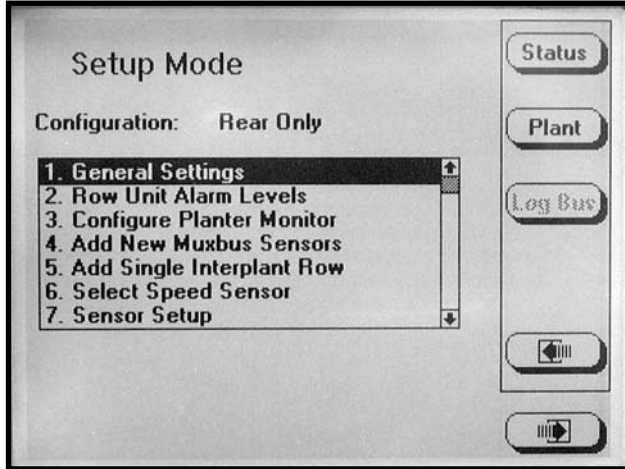 Setup Mode
Configuration: Rear Only
1. General Settings
2. Row Unit Alarm Levels
3. Configure Planter Monitor
4. Add New Muxbus Sensors
5. Add Single Interplant Row
6. Select Speed Sensor
7. Sensor Setup
Status
Plant
Log Bus